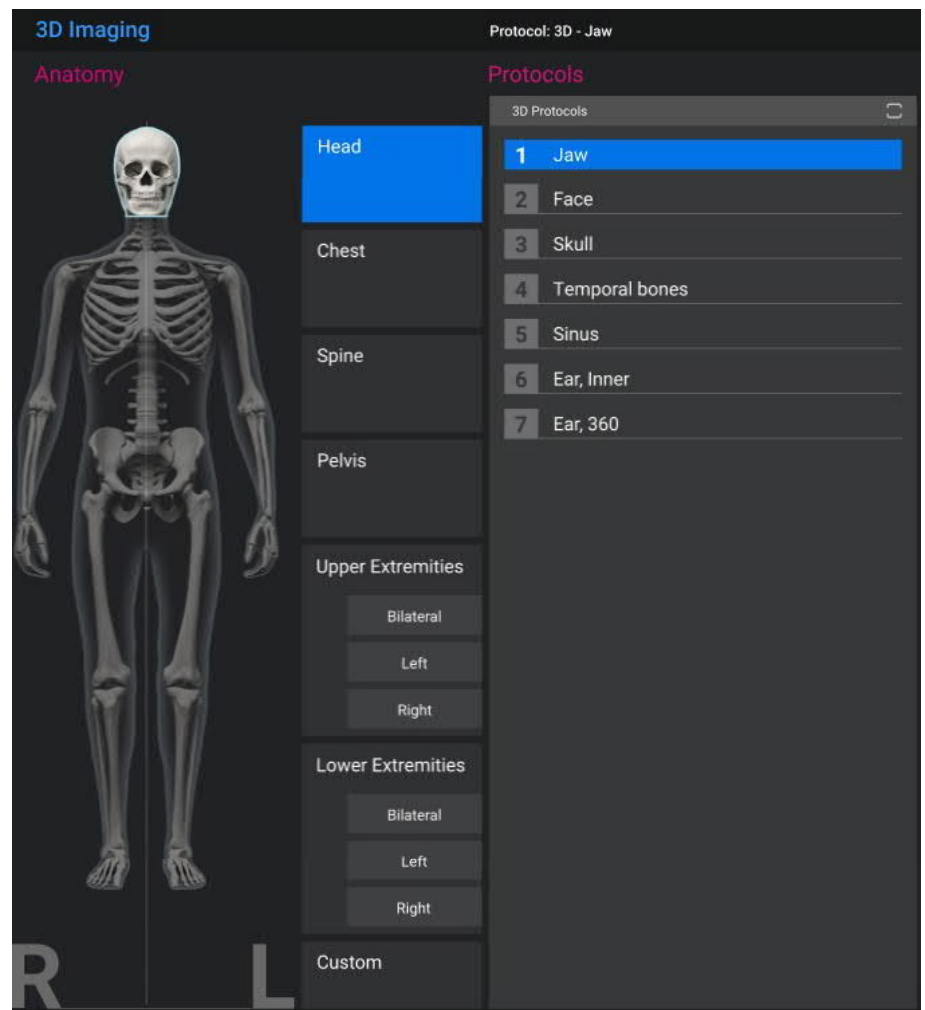 3D Imaging
Protocol: 3D - Jaw
Anatomy
Protocols
3D Protocols
Head
Chest
Spine
Pelvis
Upper Extremities
Bilateral
Left
Right
Lower Extremities
Bilateral
Left
Right
Custom
1 Jaw
2 Face
3 Skull
4 Temporal bones
5 Sinus
6 Ear, Inner
7 Ear, 360
R
L